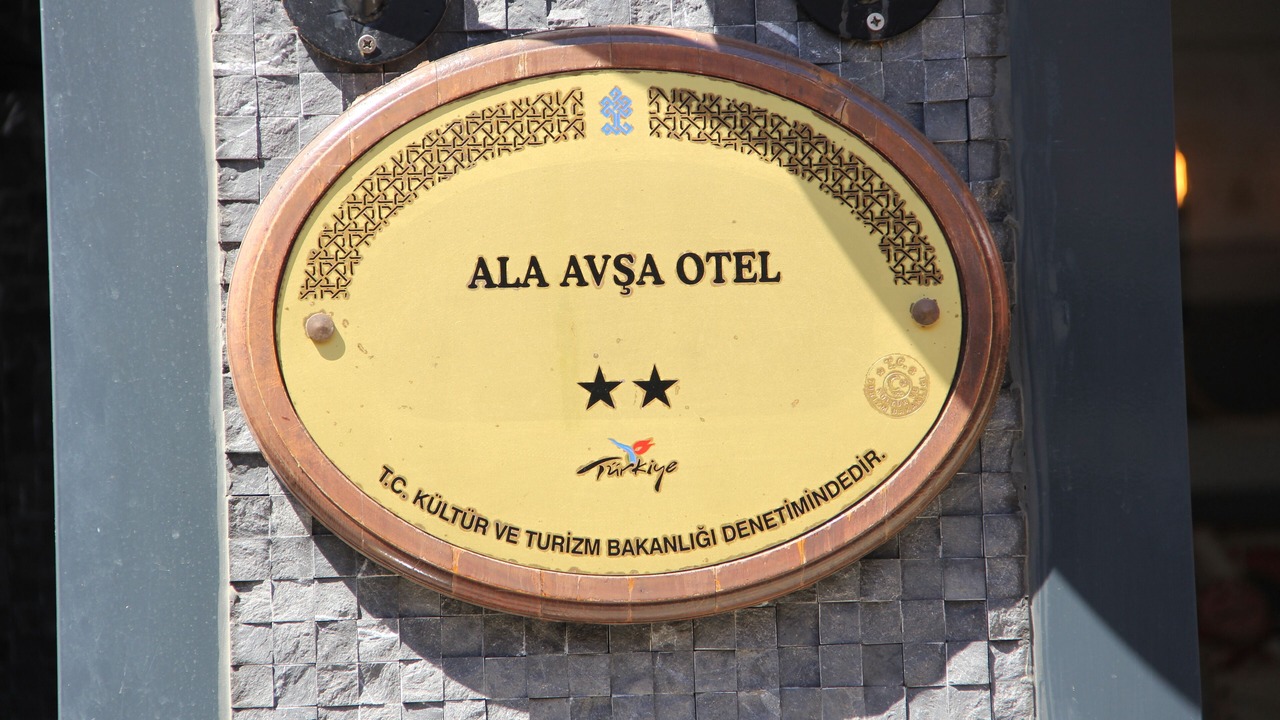 ALA AVŞA OTEL
Türkiye
T.C. KÜLTÜR VE TURİZM BAKANLIĞI DENETİMİNDEDİR.
T.C.